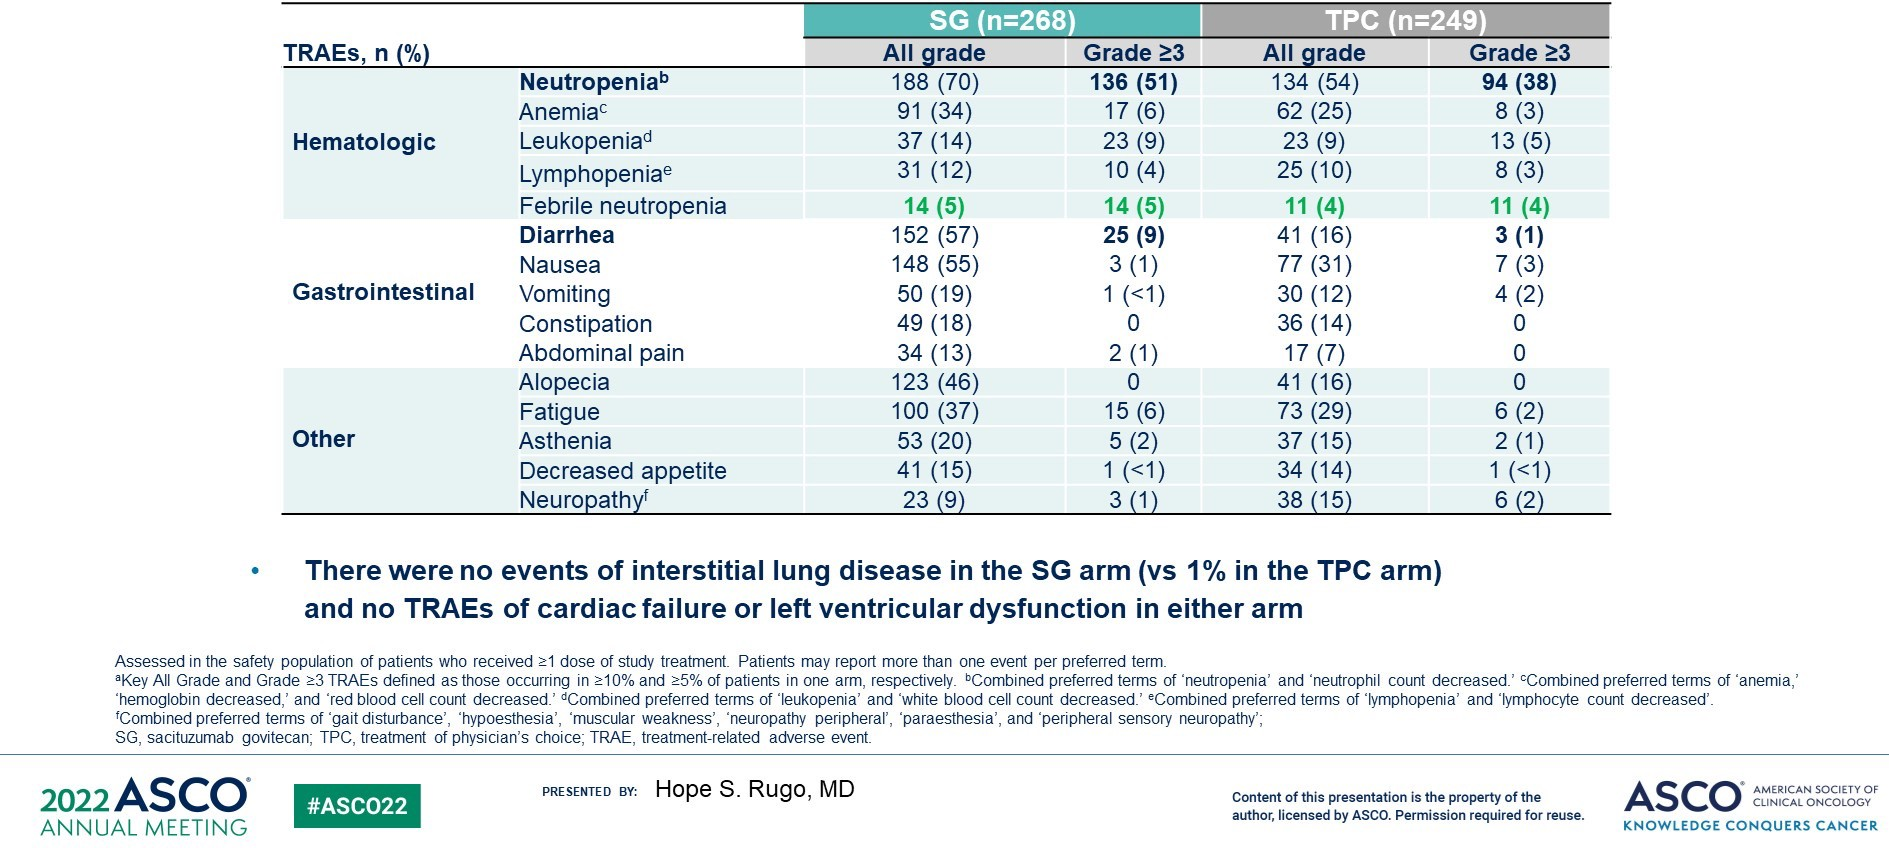 SG (n=268) TPC (n=249)
TRAEs, n (%) All grade Grade ≥3 All grade Grade ≥3
Hematologic
Neutropeniaᵇ 188 (70) 136 (51) 134 (54) 94 (38)
Anemiaᶜ 91 (34) 17 (6) 62 (25) 8 (3)
Leukopeniaᵈ 37 (14) 23 (9) 23 (9) 13 (5)
Lymphopeniaᵉ 31 (12) 10 (4) 25 (10) 8 (3)
Febrile neutropenia 14 (5) 14 (5) 11 (4) 11 (4)
Gastrointestinal
Diarrhea 152 (57) 25 (9) 41 (16) 3 (1)
Nausea 148 (55) 3 (1) 77 (31) 7 (3)
Vomiting 50 (19) 1 (<1) 30 (12) 4 (2)
Constipation 49 (18) 0 36 (14) 0
Abdominal pain 34 (13) 2 (1) 17 (7) 0
Other
Alopecia 123 (46) 0 41 (16) 0
Fatigue 100 (37) 15 (6) 73 (29) 6 (2)
Asthenia 53 (20) 5 (2) 37 (15) 2 (1)
Decreased appetite 41 (15) 1 (<1) 34 (14) 1 (<1)
Neuropathyᶠ 23 (9) 3 (1) 38 (15) 6 (2)
• There were no events of interstitial lung disease in the SG arm (vs 1% in the TPC arm)
and no TRAEs of cardiac failure or left ventricular dysfunction in either arm
Assessed in the safety population of patients who received ≥1 dose of study treatment. Patients may report more than one event per preferred term.
ᵃKey All Grade and Grade ≥3 TRAEs defined as those occurring in ≥10% and ≥5% of patients in one arm, respectively. ᵇCombined preferred terms of ‘neutropenia’ and ‘neutrophil count decreased.’ ᶜCombined preferred terms of ‘anemia,’
‘hemoglobin decreased,’ and ‘red blood cell count decreased.’ ᵈCombined preferred terms of ‘leukopenia’ and ‘white blood cell count decreased.’ ᵉCombined preferred terms of ‘lymphopenia’ and ‘lymphocyte count decreased’.
ᶠCombined preferred terms of ‘gait disturbance’, ‘hypoesthesia’, ‘muscular weakness’, ‘neuropathy peripheral’, ‘paraesthesia’, and ‘peripheral sensory neuropathy’;
SG, sacituzumab govitecan; TPC, treatment of physician’s choice; TRAE, treatment-related adverse event.
2022 ASCO®
ANNUAL MEETING
#ASCO22
PRESENTED BY: Hope S. Rugo, MD
Content of this presentation is the property of the
author, licensed by ASCO. Permission required for reuse.
ASCO® AMERICAN SOCIETY OF
CLINICAL ONCOLOGY
KNOWLEDGE CONQUERS CANCER